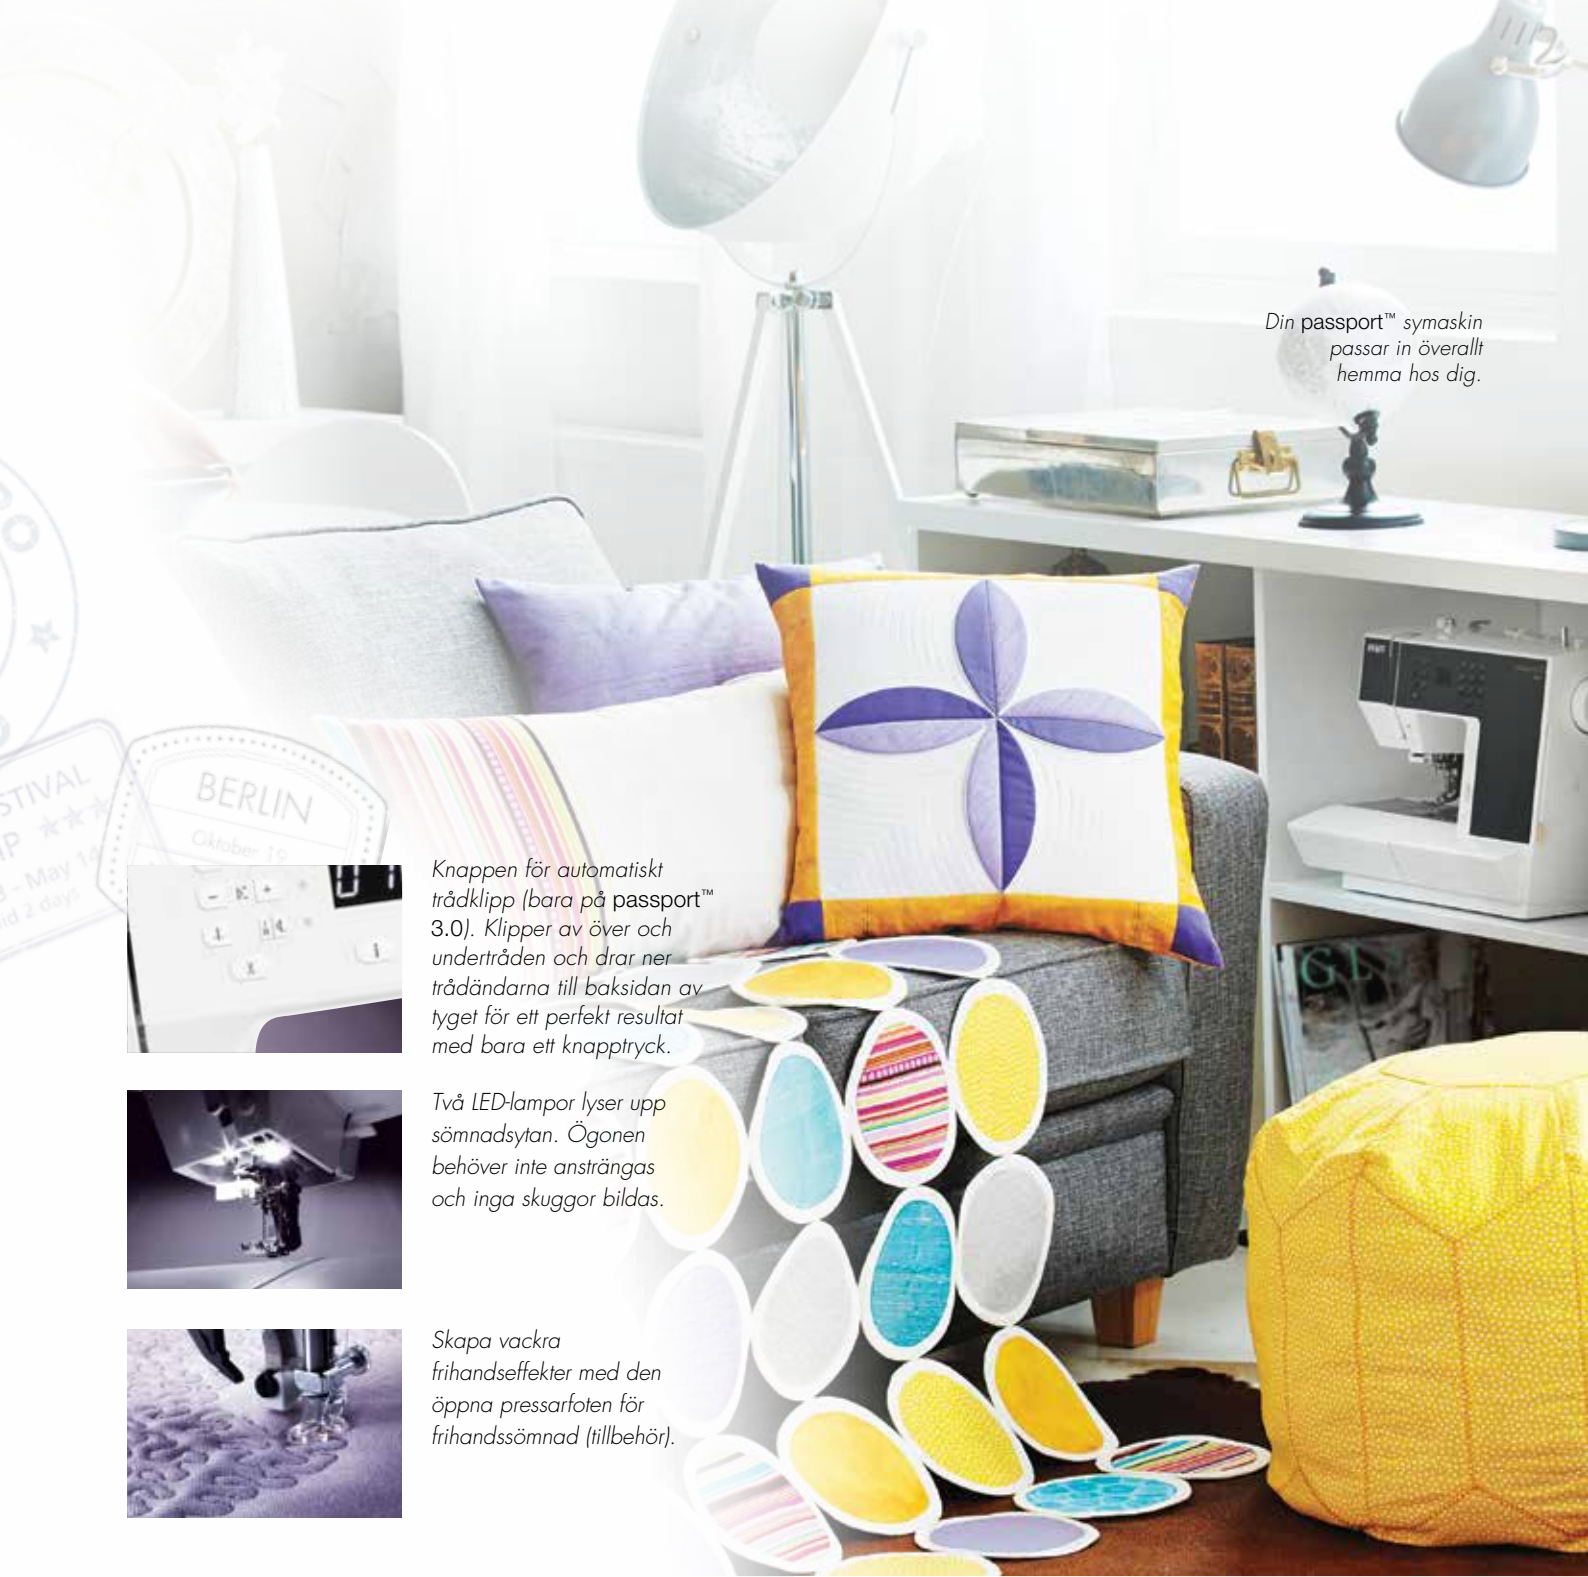 Din passport™ symaskin
passar in överallt
hemma hos dig.
BERLIN
Oktober 19
STIVAL
- May 14
2 days
Knappen för automatiskt
trådklipp (bara på passport™
3.0). Klipper av över och
undertråden och drar ner
trådändarna till baksidan av
tyget för ett perfekt resultat
med bara ett knapptryck.
Två LED-lampor lyser upp
sömnadsytan. Ögonen
behöver inte ansträngas
och inga skuggor bildas.
Skapa vackra
frihandseffekter med den
öppna pressarfoten för
frihandssömnad (tillbehör).